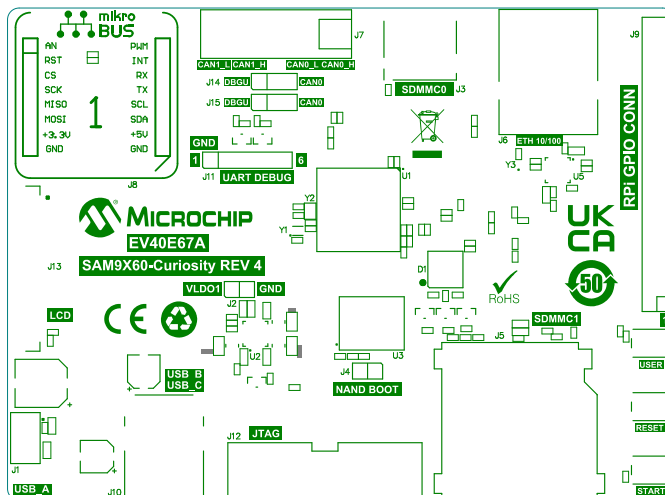 mikro
BUS
AN PWM
RST INT
CS RX
SCK TX
MISO SCL
MOSI SDA
+3.3V +5V
GND GND
1
J8
J7
CAN1_L CAN1_H CAN0_L CAN0_H
J14 DBGU CAN0
J15 DBGU CAN0
GND
1 6
J11 UART DEBUG
SDMMC0
J3
J9
J6 ETH 10/100
Y3
U5
RPi GPIO CONN
U1
Y2
Y1
MICROCHIP
EV40E67A
SAM9X60-Curiosity REV 4
UK
CA
50
J13
D1
RoHS
VLDO1 GND
J2
LCD
CE
SDMMC1
J5
U2
U3
J4
NAND BOOT
USB_B
USB_C
USER
RESET
START
J12 JTAG
J1
USB_A
J10